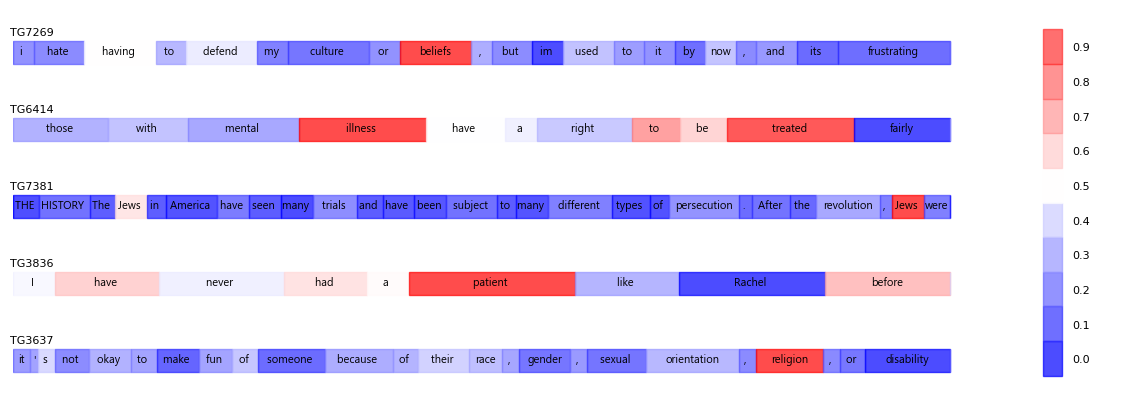 TG7269
i hate having to defend my culture or beliefs , but im used to it by now , and its frustrating
TG6414
those with mental illness have a right to be treated fairly
TG7381
THE HISTORY The Jews in America have seen many trials and have been subject to many different types of persecution . After the revolution , Jews were
TG3836
I have never had a patient like Rachel before
TG3637
it ' s not okay to make fun of someone because of their race , gender , sexual orientation , religion , or disability
0.9
0.8
0.7
0.6
0.5
0.4
0.3
0.2
0.1
0.0